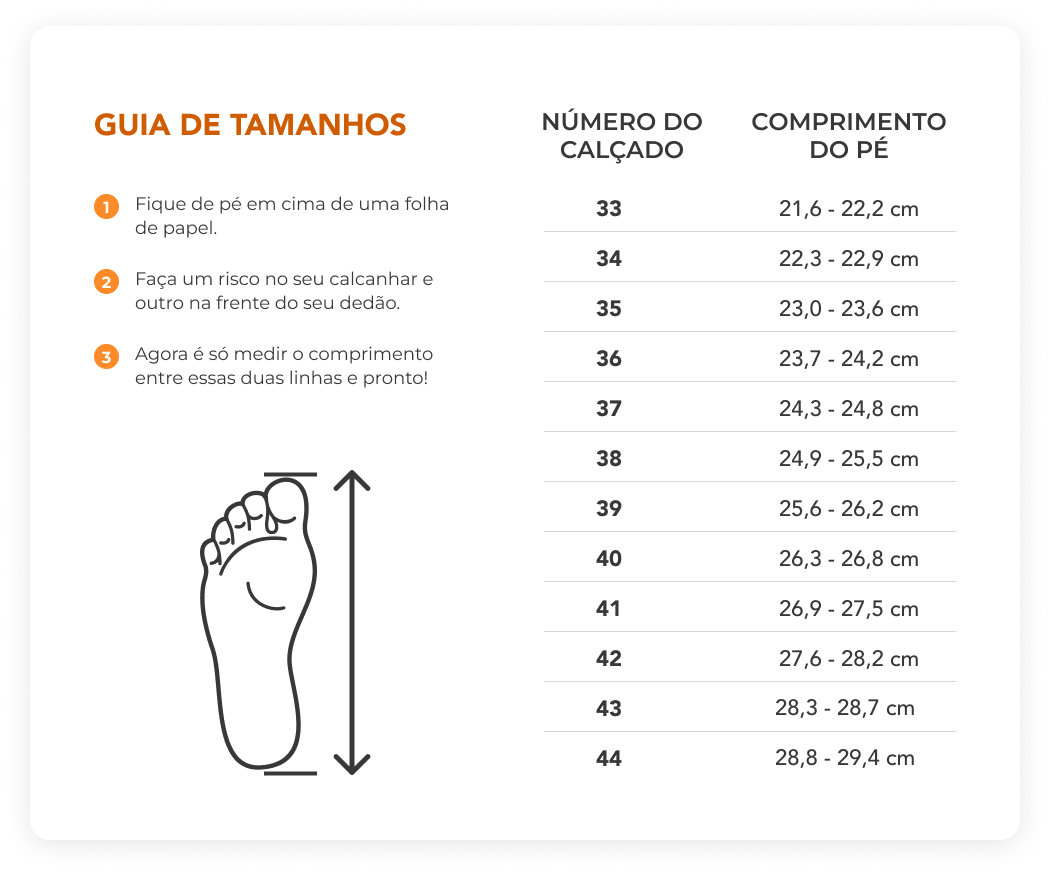 GUIA DE TAMANHOS
1 Fique de pé em cima de uma folha
de papel.
2 Faça um risco no seu calcanhar e
outro na frente do seu dedão.
3 Agora é só medir o comprimento
entre essas duas linhas e pronto!
NÚMERO DO CALÇADO COMPRIMENTO DO PÉ
33 21,6 - 22,2 cm
34 22,3 - 22,9 cm
35 23,0 - 23,6 cm
36 23,7 - 24,2 cm
37 24,3 - 24,8 cm
38 24,9 - 25,5 cm
39 25,6 - 26,2 cm
40 26,3 - 26,8 cm
41 26,9 - 27,5 cm
42 27,6 - 28,2 cm
43 28,3 - 28,7 cm
44 28,8 - 29,4 cm